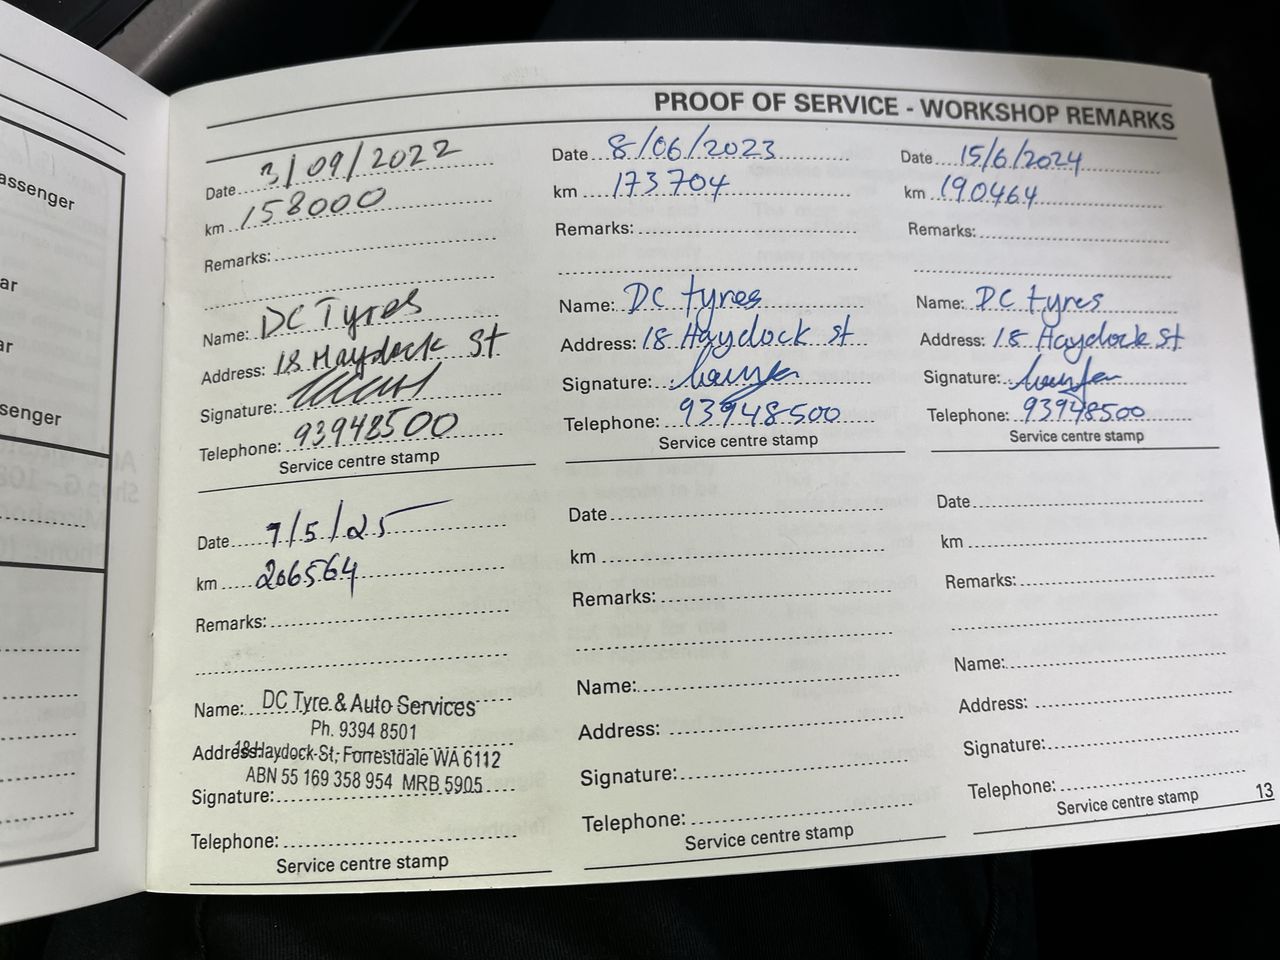 assenger
ar
ar
senger
PROOF OF SERVICE - WORKSHOP REMARKS
Date 3/09/2022
km 158000
Remarks:
Name: DC Tyres
Address: 18 Haydock St
Signature:
Telephone: 93948500
Service centre stamp
Date 8/06/2023
km 173704
Remarks:
Name: DC tyres
Address: 18 Haydock st
Signature:
Telephone: 93948500
Service centre stamp
Date 15/6/2024
km 190464
Remarks:
Name: DC tyres
Address: 18 Haydock St
Signature:
Telephone: 93948500
Service centre stamp
Date 7/5/25
km 206564
Remarks:
Name: DC Tyre & Auto Services
Ph. 9394 8501
Address: 18 Haydock St, Forrestdale WA 6112
ABN 55 169 358 954 MRB 5905
Signature:
Telephone:
Service centre stamp
Date
km
Remarks:
Name:
Address:
Signature:
Telephone:
Service centre stamp
Date
km
Remarks:
Name:
Address:
Signature:
Telephone:
Service centre stamp
13